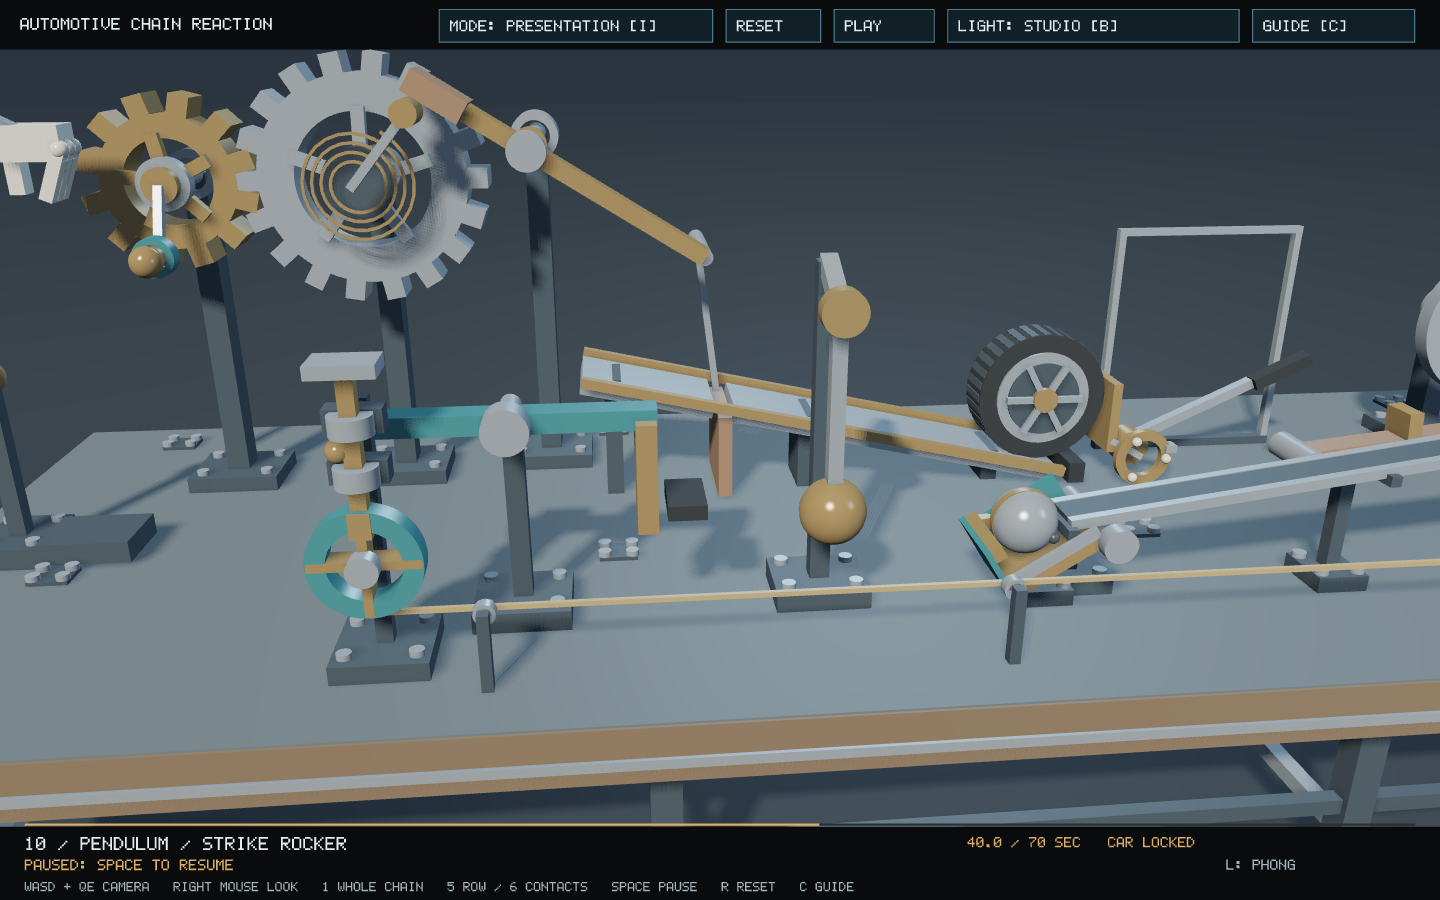 AUTOMOTIVE CHAIN REACTION
MODE: PRESENTATION [I]
RESET
PLAY
LIGHT: STUDIO [B]
GUIDE [C]
10 / PENDULUM / STRIKE ROCKER
40.0 / 70 SEC CAR LOCKED
PAUSED: SPACE TO RESUME
L: PHONG
WASD + QE CAMERA RIGHT MOUSE LOOK 1 WHOLE CHAIN 5 ROW / 6 CONTACTS SPACE PAUSE R RESET C GUIDE